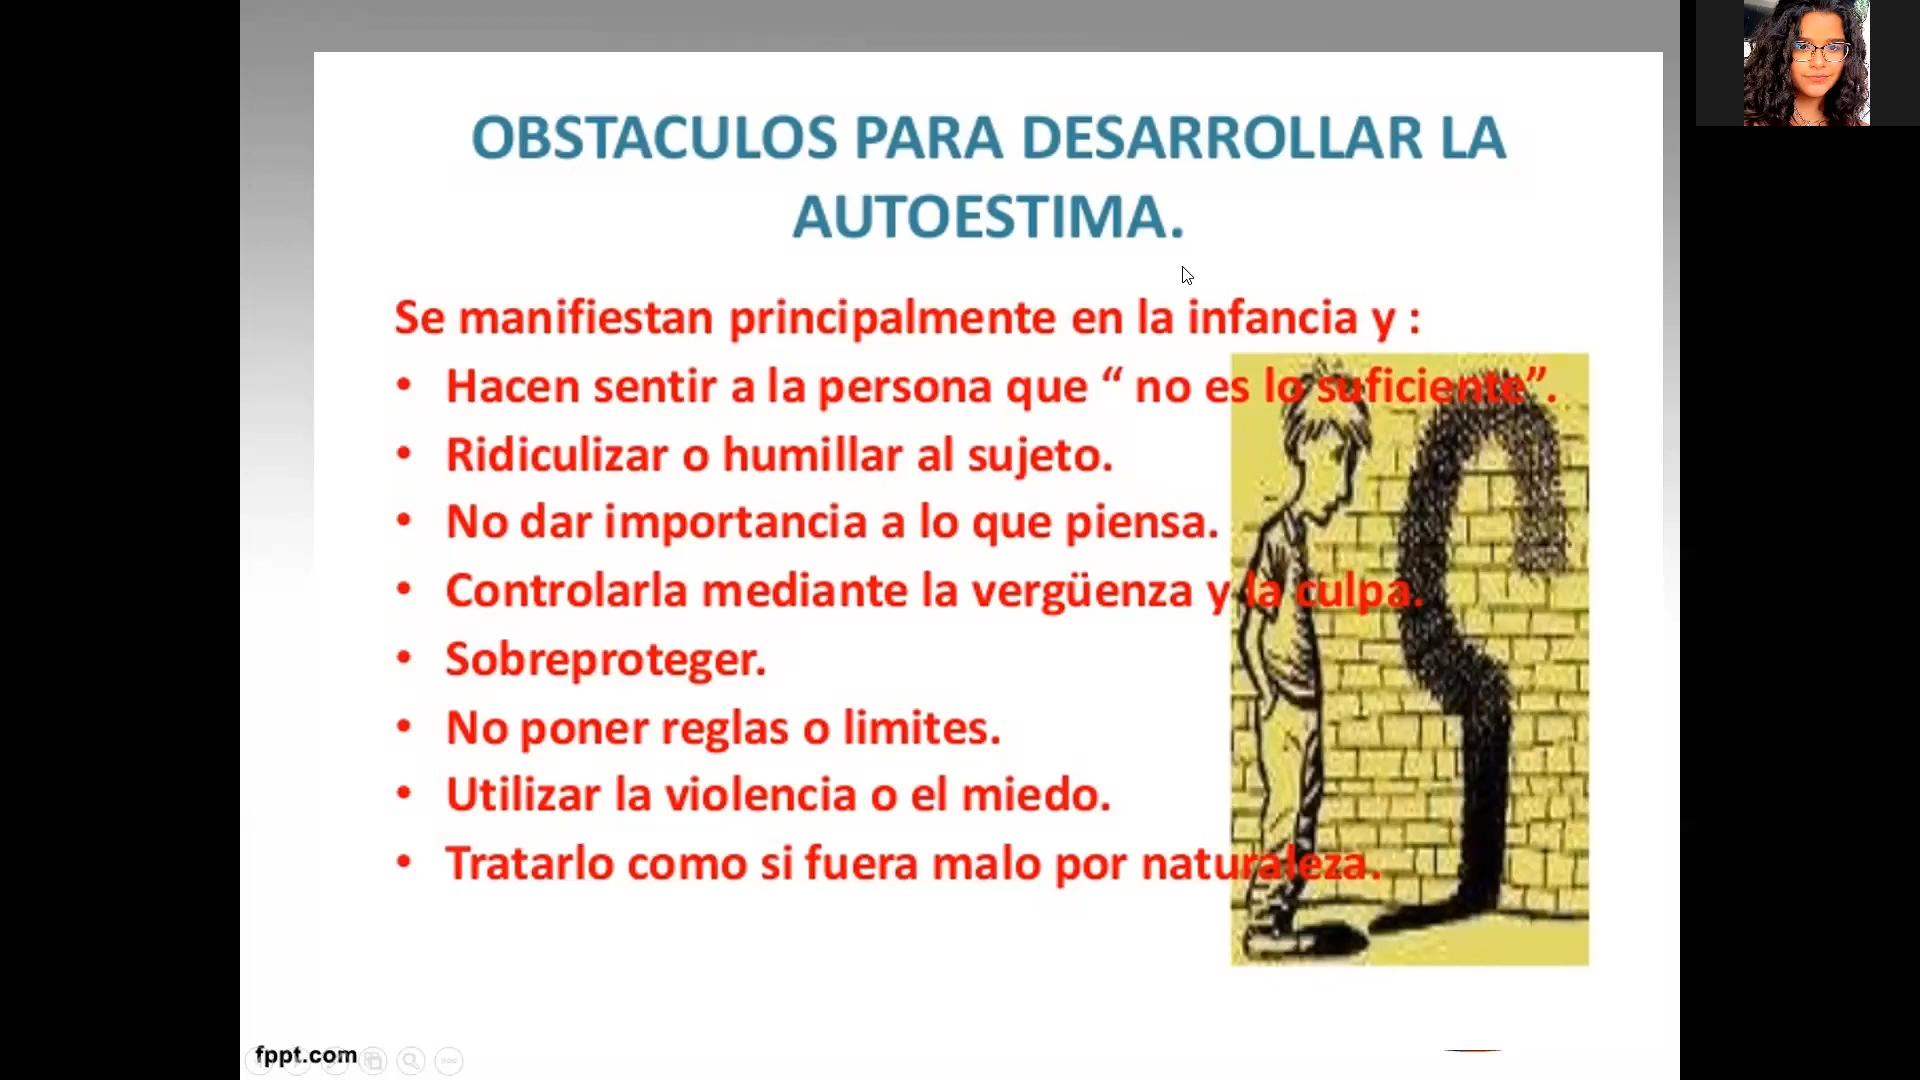 OBSTACULOS PARA DESARROLLAR LA
AUTOESTIMA.
Se manifiestan principalmente en la infancia y :
• Hacen sentir a la persona que “ no es lo suficiente”.
• Ridiculizar o humillar al sujeto.
• No dar importancia a lo que piensa.
• Controlarla mediante la vergüenza y la culpa.
• Sobreproteger.
• No poner reglas o limites.
• Utilizar la violencia o el miedo.
• Tratarlo como si fuera malo por naturaleza.
fppt.com